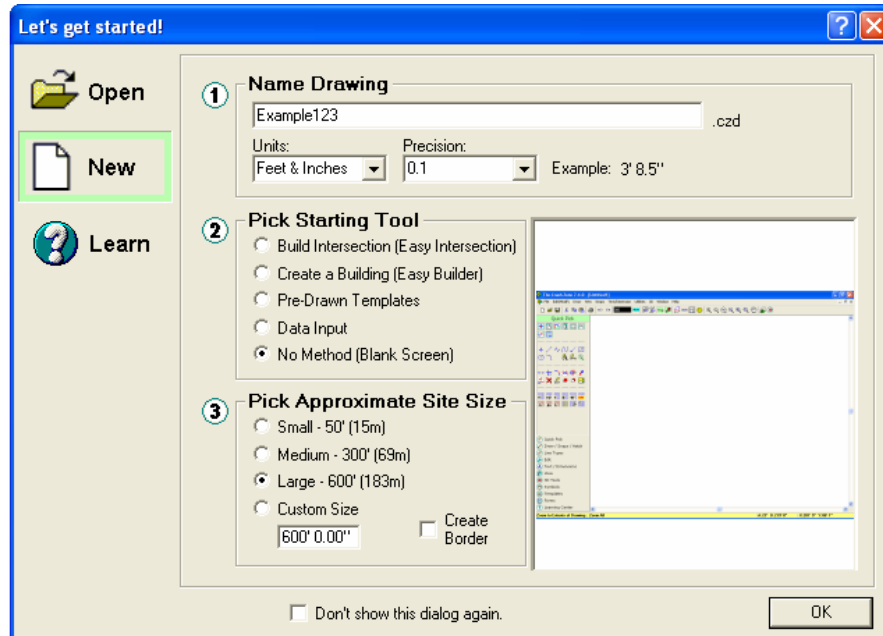 Let's get started!
Open
New
Learn
1 Name Drawing
Example123 .czd
Units: Precision:
Feet & Inches 0.1 Example: 3' 8.5"
2 Pick Starting Tool
Build Intersection (Easy Intersection)
Create a Building (Easy Builder)
Pre-Drawn Templates
Data Input
No Method (Blank Screen)
3 Pick Approximate Site Size
Small - 50' (15m)
Medium - 300' (69m)
Large - 600' (183m)
Custom Size
600' 0.00" Create
Border
Quick Pick
Don't show this dialog again.
OK